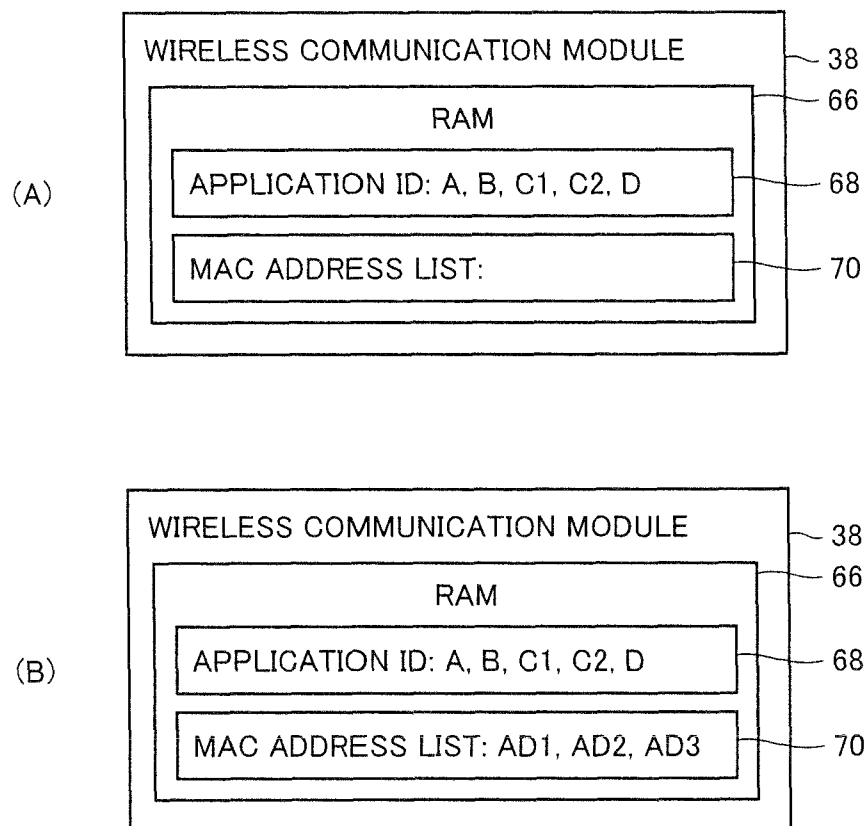 WIRELESS COMMUNICATION MODULE
38
66
RAM
(A)
APPLICATION ID: A, B, C1, C2, D
68
MAC ADDRESS LIST:
70
WIRELESS COMMUNICATION MODULE
38
66
RAM
(B)
APPLICATION ID: A, B, C1, C2, D
68
MAC ADDRESS LIST: AD1, AD2, AD3
70